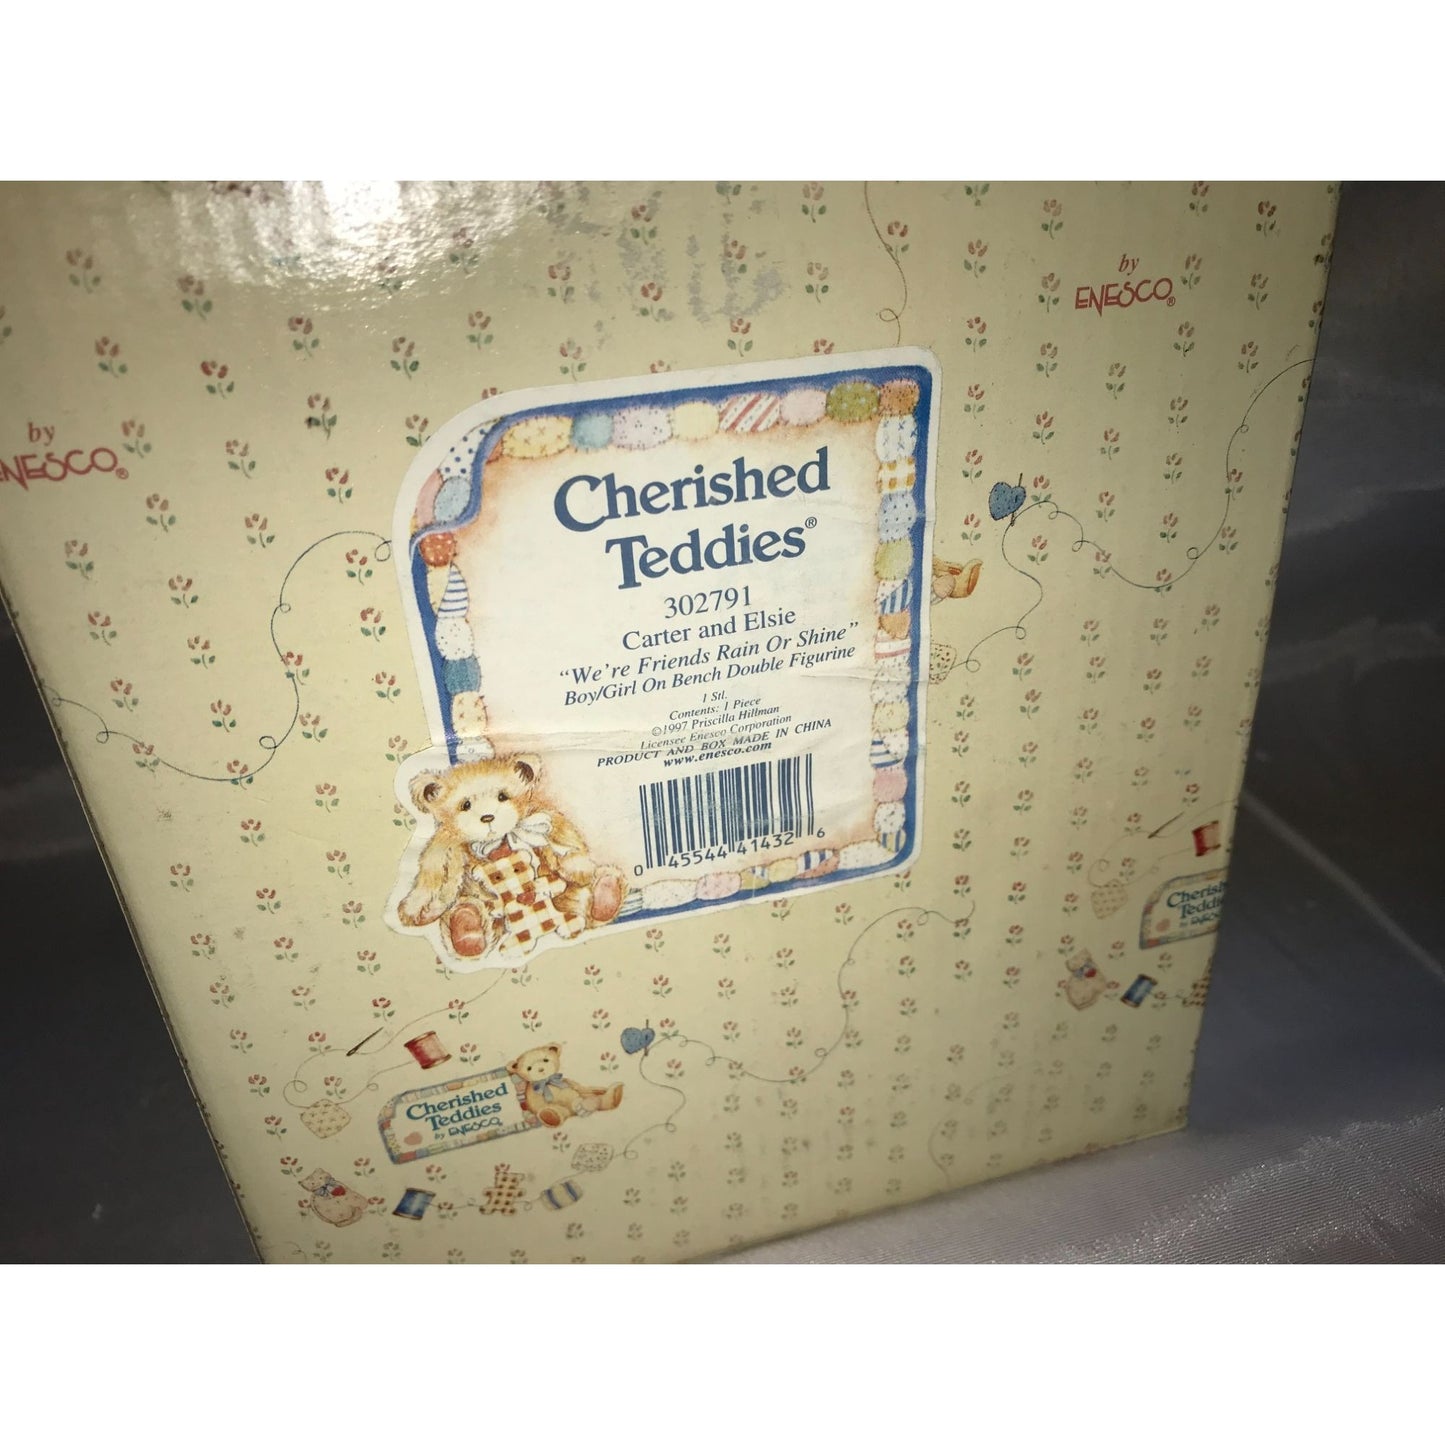 by
ENESCO®
by
ENESCO®
Cherished
Teddies®
302791
Carter and Elsie
"We're Friends Rain Or Shine"
Boy/Girl On Bench Double Figurine
1 Stl.
Contents: 1 Piece
©1997 Priscilla Hillman
Licensee Enesco Corporation
PRODUCT AND BOX MADE IN CHINA
www.enesco.com
0 45544 41432 6
Cherished
Teddies
by ENESCO
Cherished
Teddies
by ENESCO